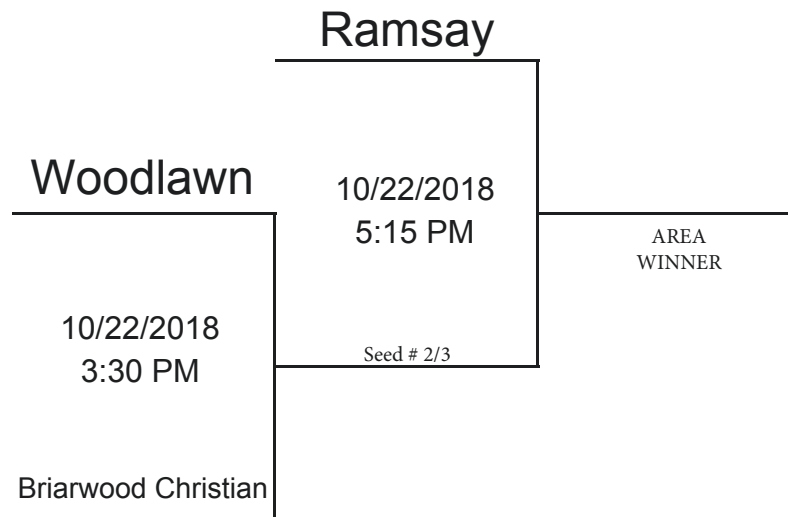 Ramsay
Woodlawn
10/22/2018
5:15 PM
AREA
WINNER
10/22/2018
3:30 PM
Seed # 2/3
Briarwood Christian